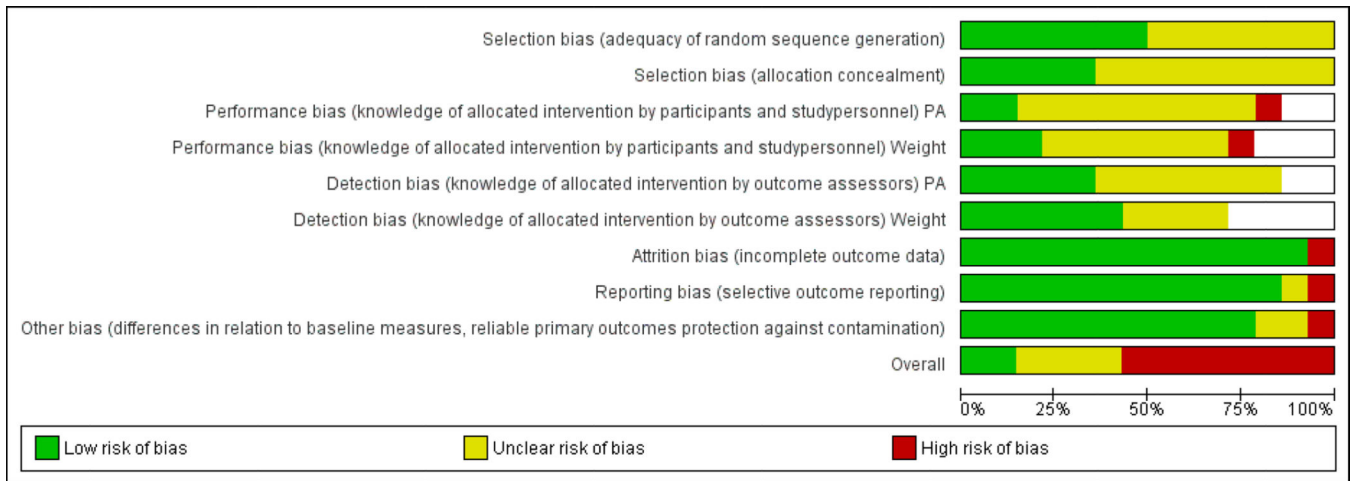 Selection bias (adequacy of random sequence generation)
Selection bias (allocation concealment)
Performance bias (knowledge of allocated intervention by participants and studypersonnel) PA
Performance bias (knowledge of allocated intervention by participants and studypersonnel) Weight
Detection bias (knowledge of allocated intervention by outcome assessors) PA
Detection bias (knowledge of allocated intervention by outcome assessors) Weight
Attrition bias (incomplete outcome data)
Reporting bias (selective outcome reporting)
Other bias (differences in relation to baseline measures, reliable primary outcomes protection against contamination)
Overall
0% 25% 50% 75% 100%
Low risk of bias Unclear risk of bias High risk of bias